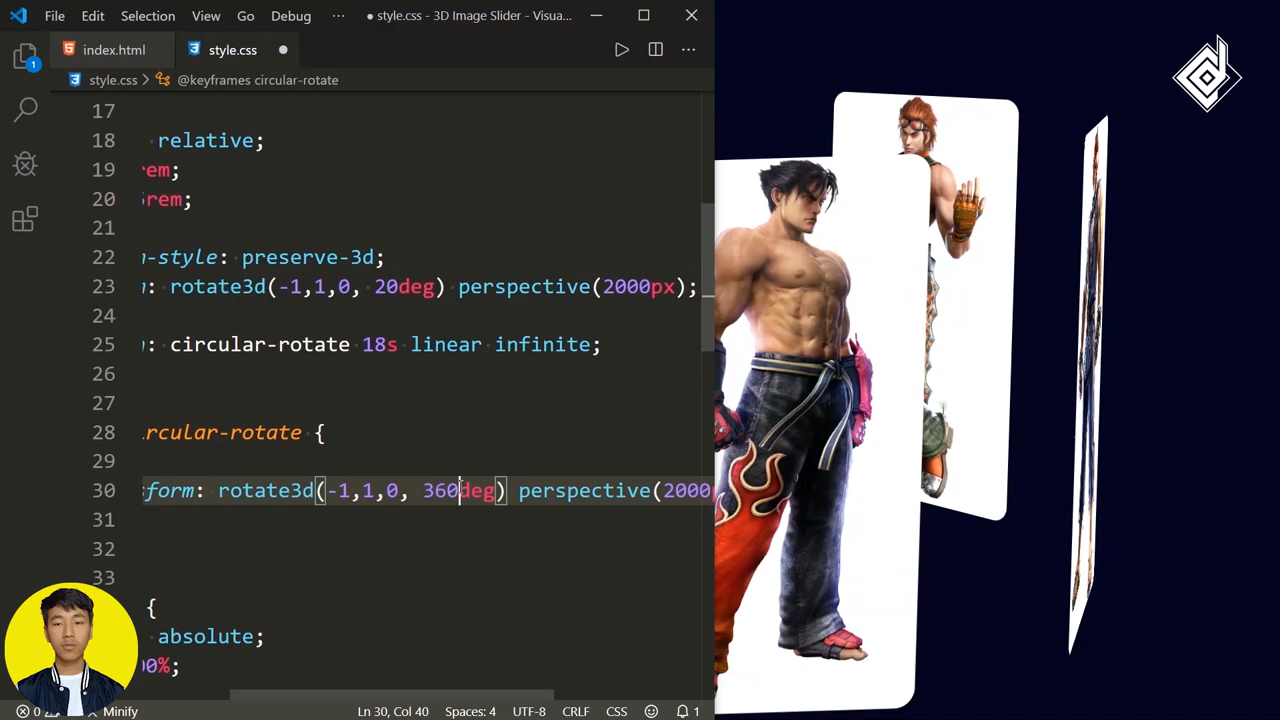 File Edit Selection View Go Debug ··· ● style.css - 3D Image Slider - Visua...
index.html style.css ●
style.css > @keyframes circular-rotate
1
17
18 relative;
19 rem;
20 rem;
21
22 -style: preserve-3d;
23 : rotate3d(-1,1,0, 20deg) perspective(2000px);
24
25 : circular-rotate 18s linear infinite;
26
27
28 rcular-rotate {
29
30 sform: rotate3d(-1,1,0, 360deg) perspective(2000
31
32
33
{
absolute;
00%;
0 Minify Ln 30, Col 40 Spaces: 4 UTF-8 CRLF CSS 1